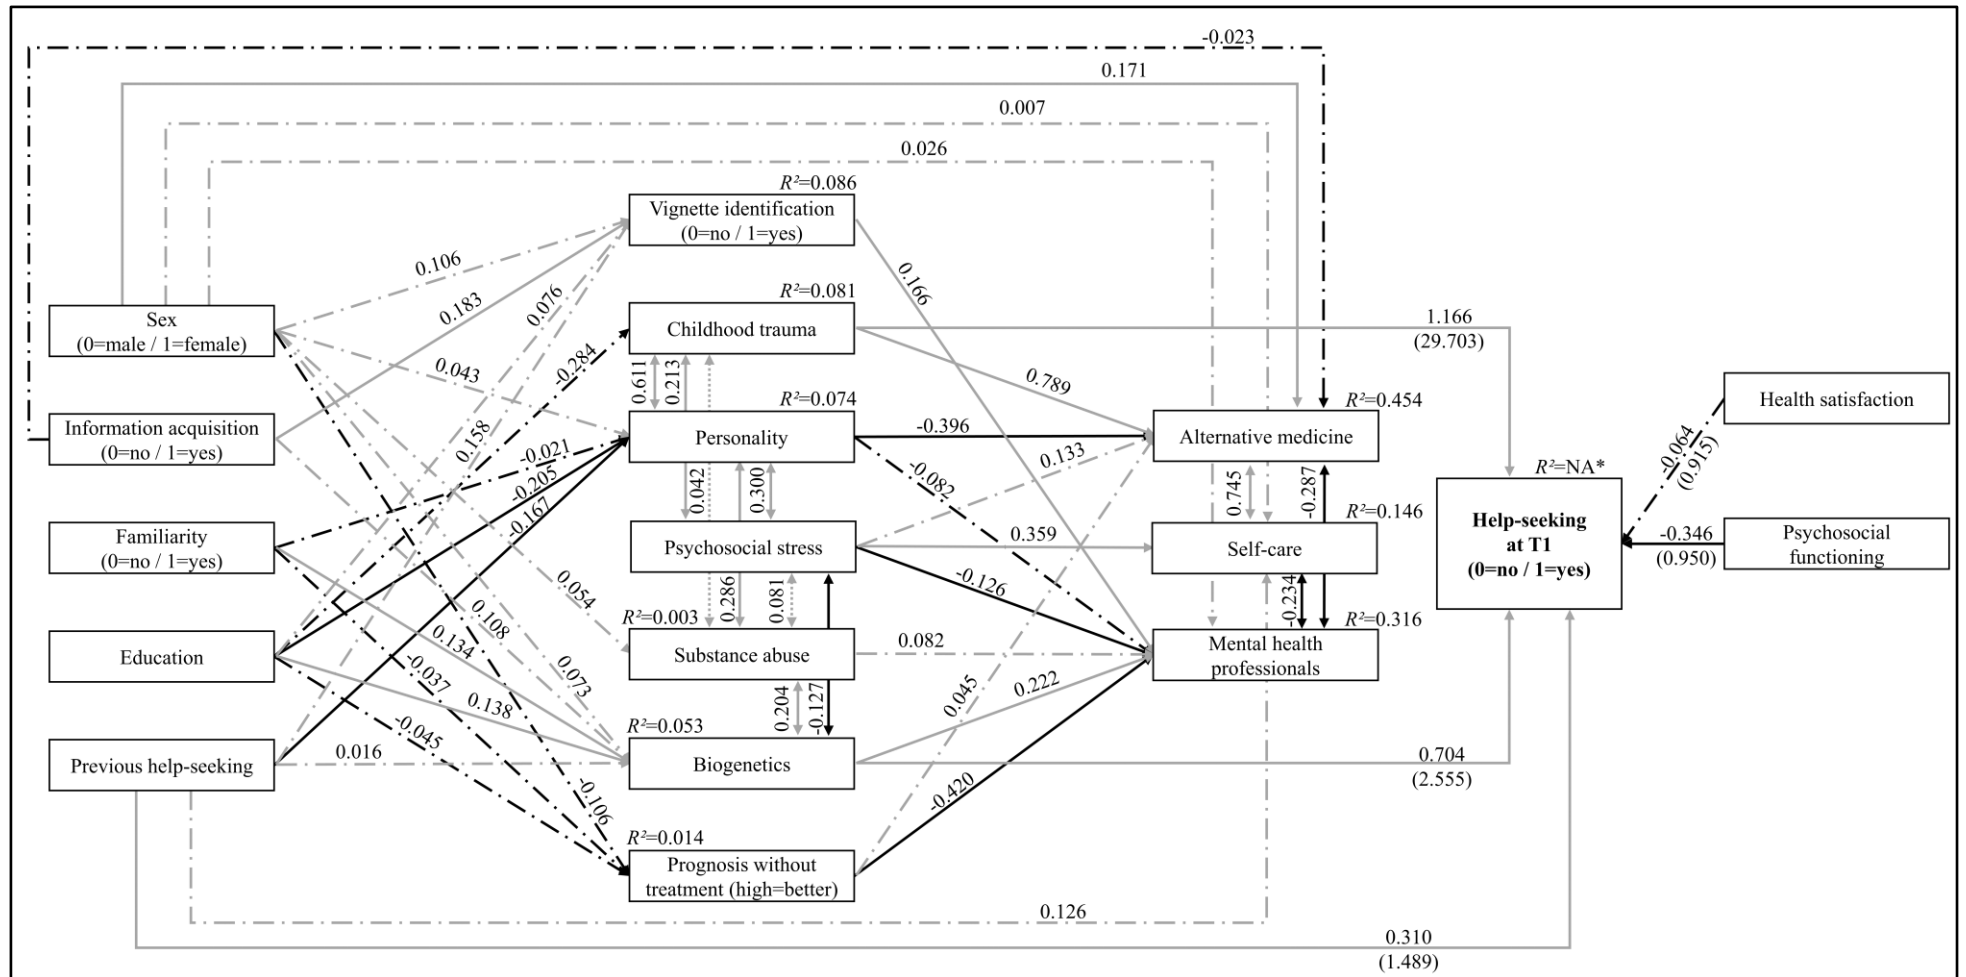 -0.023
0.171
0.007
0.026
R²=0.086
Vignette identification
(0=no / 1=yes)
0.106
0.183
0.076
0.166
R²=0.081
Childhood trauma
1.166
(29.703)
Sex
(0=male / 1=female)
-0.284
0.043
0.611
0.213
0.789
R²=0.074
Personality
-0.396
R²=0.454
Alternative medicine
Health satisfaction
-0.064
(0.915)
Information acquisition
(0=no / 1=yes)
0.158
-0.021
-0.205
-0.167
0.042
0.300
-0.082
0.133
0.745
-0.287
R²=NA*
Help-seeking
at T1
(0=no / 1=yes)
-0.346
(0.950)
Psychosocial
functioning
Familiarity
(0=no / 1=yes)
Psychosocial stress
0.359
-0.126
R²=0.146
Self-care
0.054
0.286
0.081
-0.234
R²=0.003
Substance abuse
0.082
R²=0.316
Mental health
professionals
Education
0.108
0.134
-0.037
0.073
0.138
-0.045
0.204
-0.127
0.222
0.045
R²=0.053
Biogenetics
0.704
(2.555)
Previous help-seeking
0.016
-0.106
-0.420
R²=0.014
Prognosis without
treatment (high=better)
0.126
0.310
(1.489)